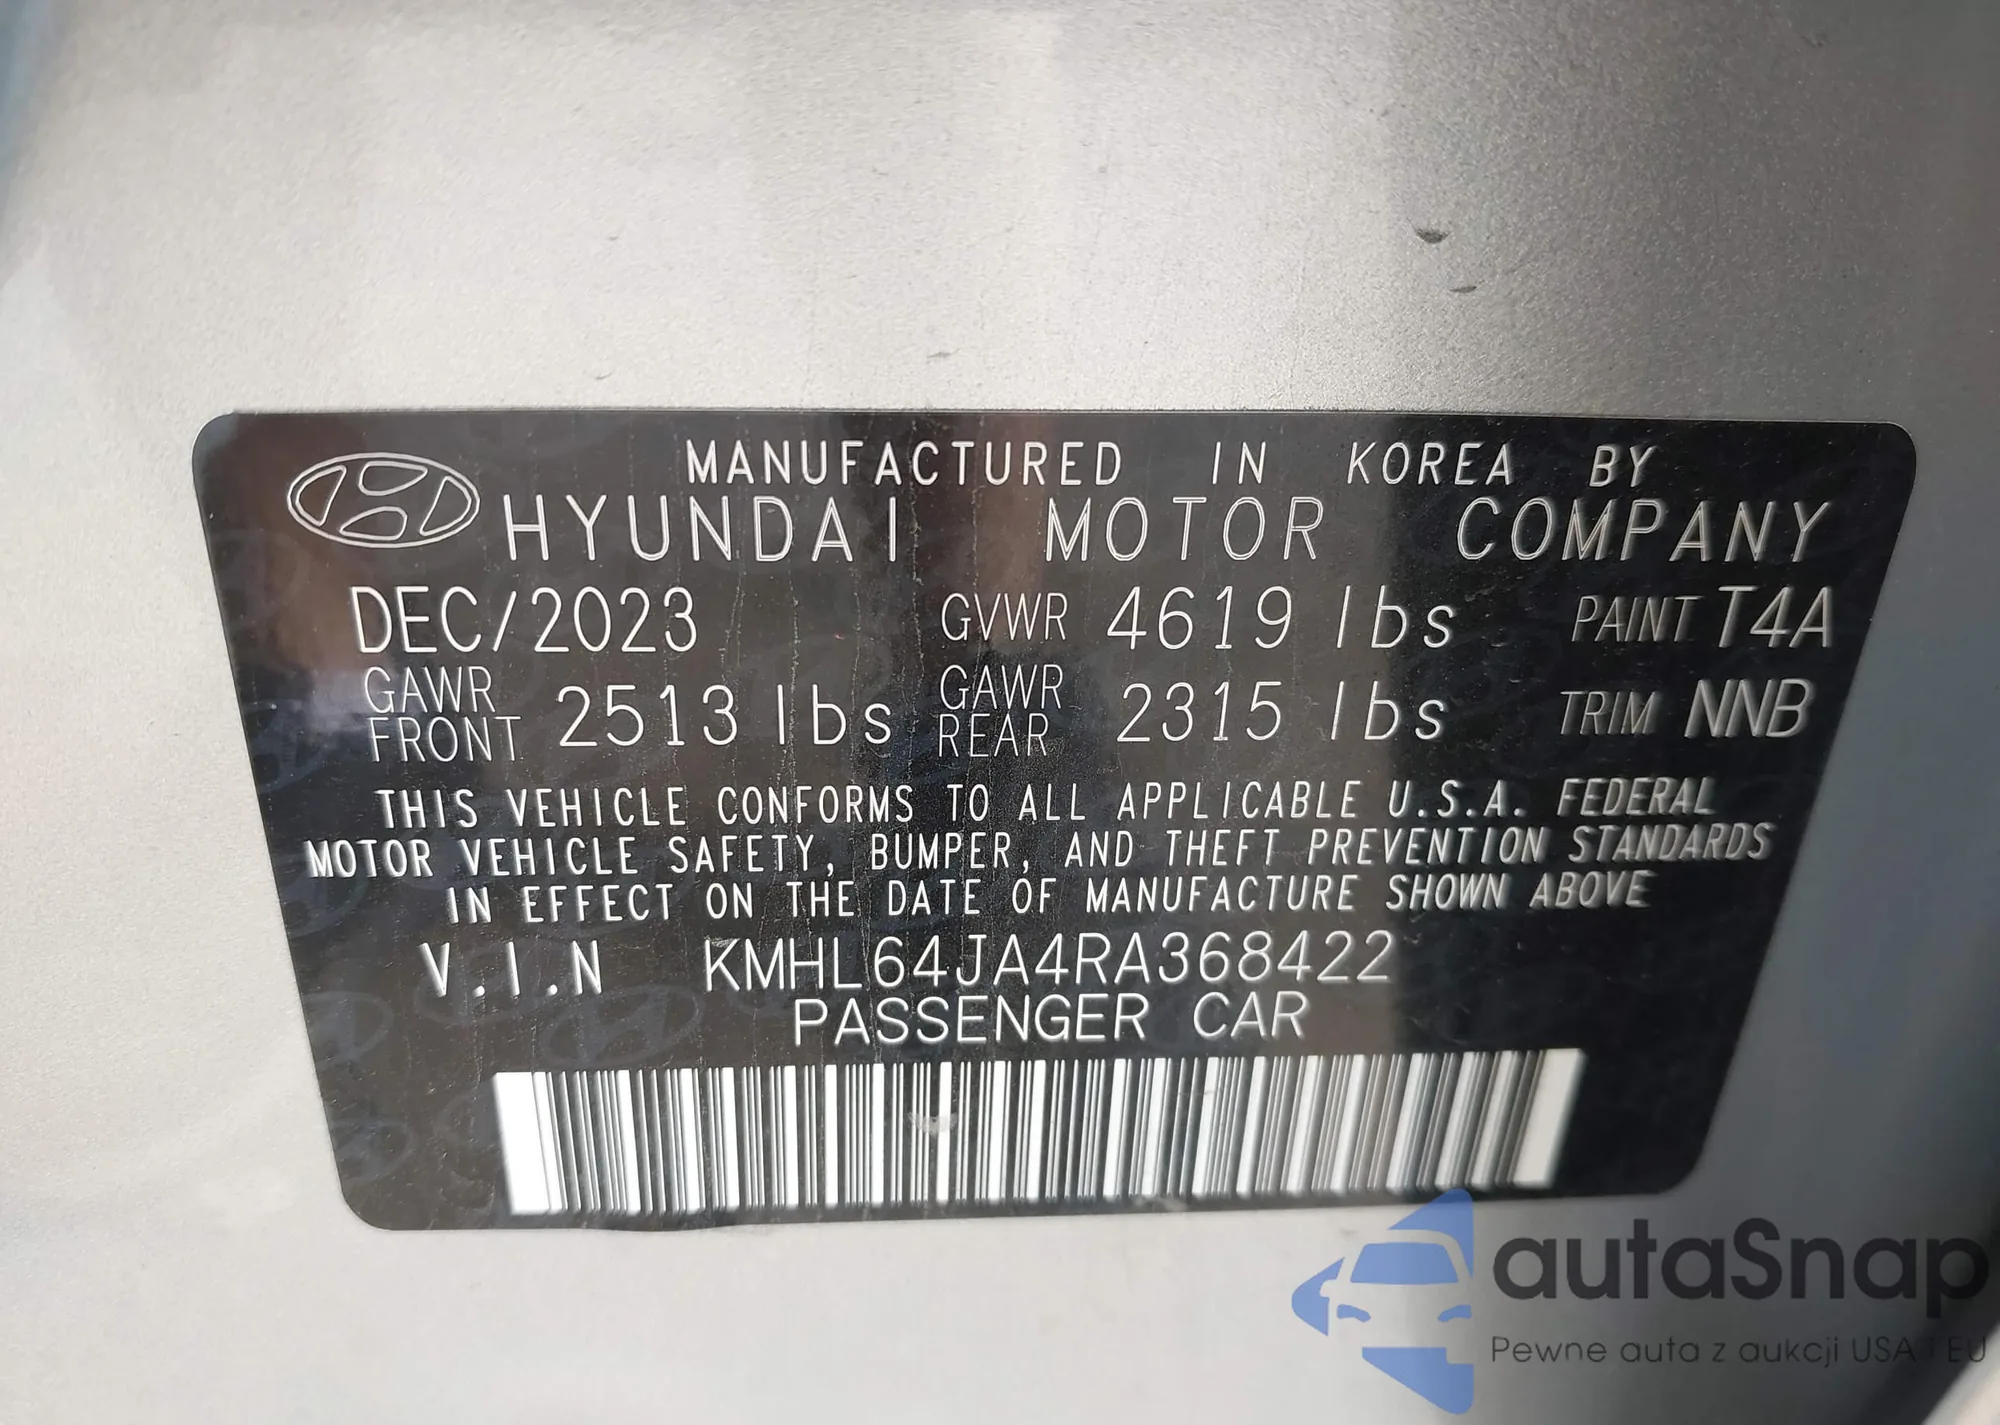 MANUFACTURED IN KOREA BY
HYUNDAI MOTOR COMPANY
DEC/2023 GVWR 4619 lbs PAINT T4A
GAWR FRONT 2513 lbs GAWR REAR 2315 lbs TRIM NNB
THIS VEHICLE CONFORMS TO ALL APPLICABLE U.S.A. FEDERAL
MOTOR VEHICLE SAFETY, BUMPER, AND THEFT PREVENTION STANDARDS
IN EFFECT ON THE DATE OF MANUFACTURE SHOWN ABOVE
V.I.N KMHL64JA4RA368422
PASSENGER CAR
autaSnap
Pewne auta z aukcji USA i EU